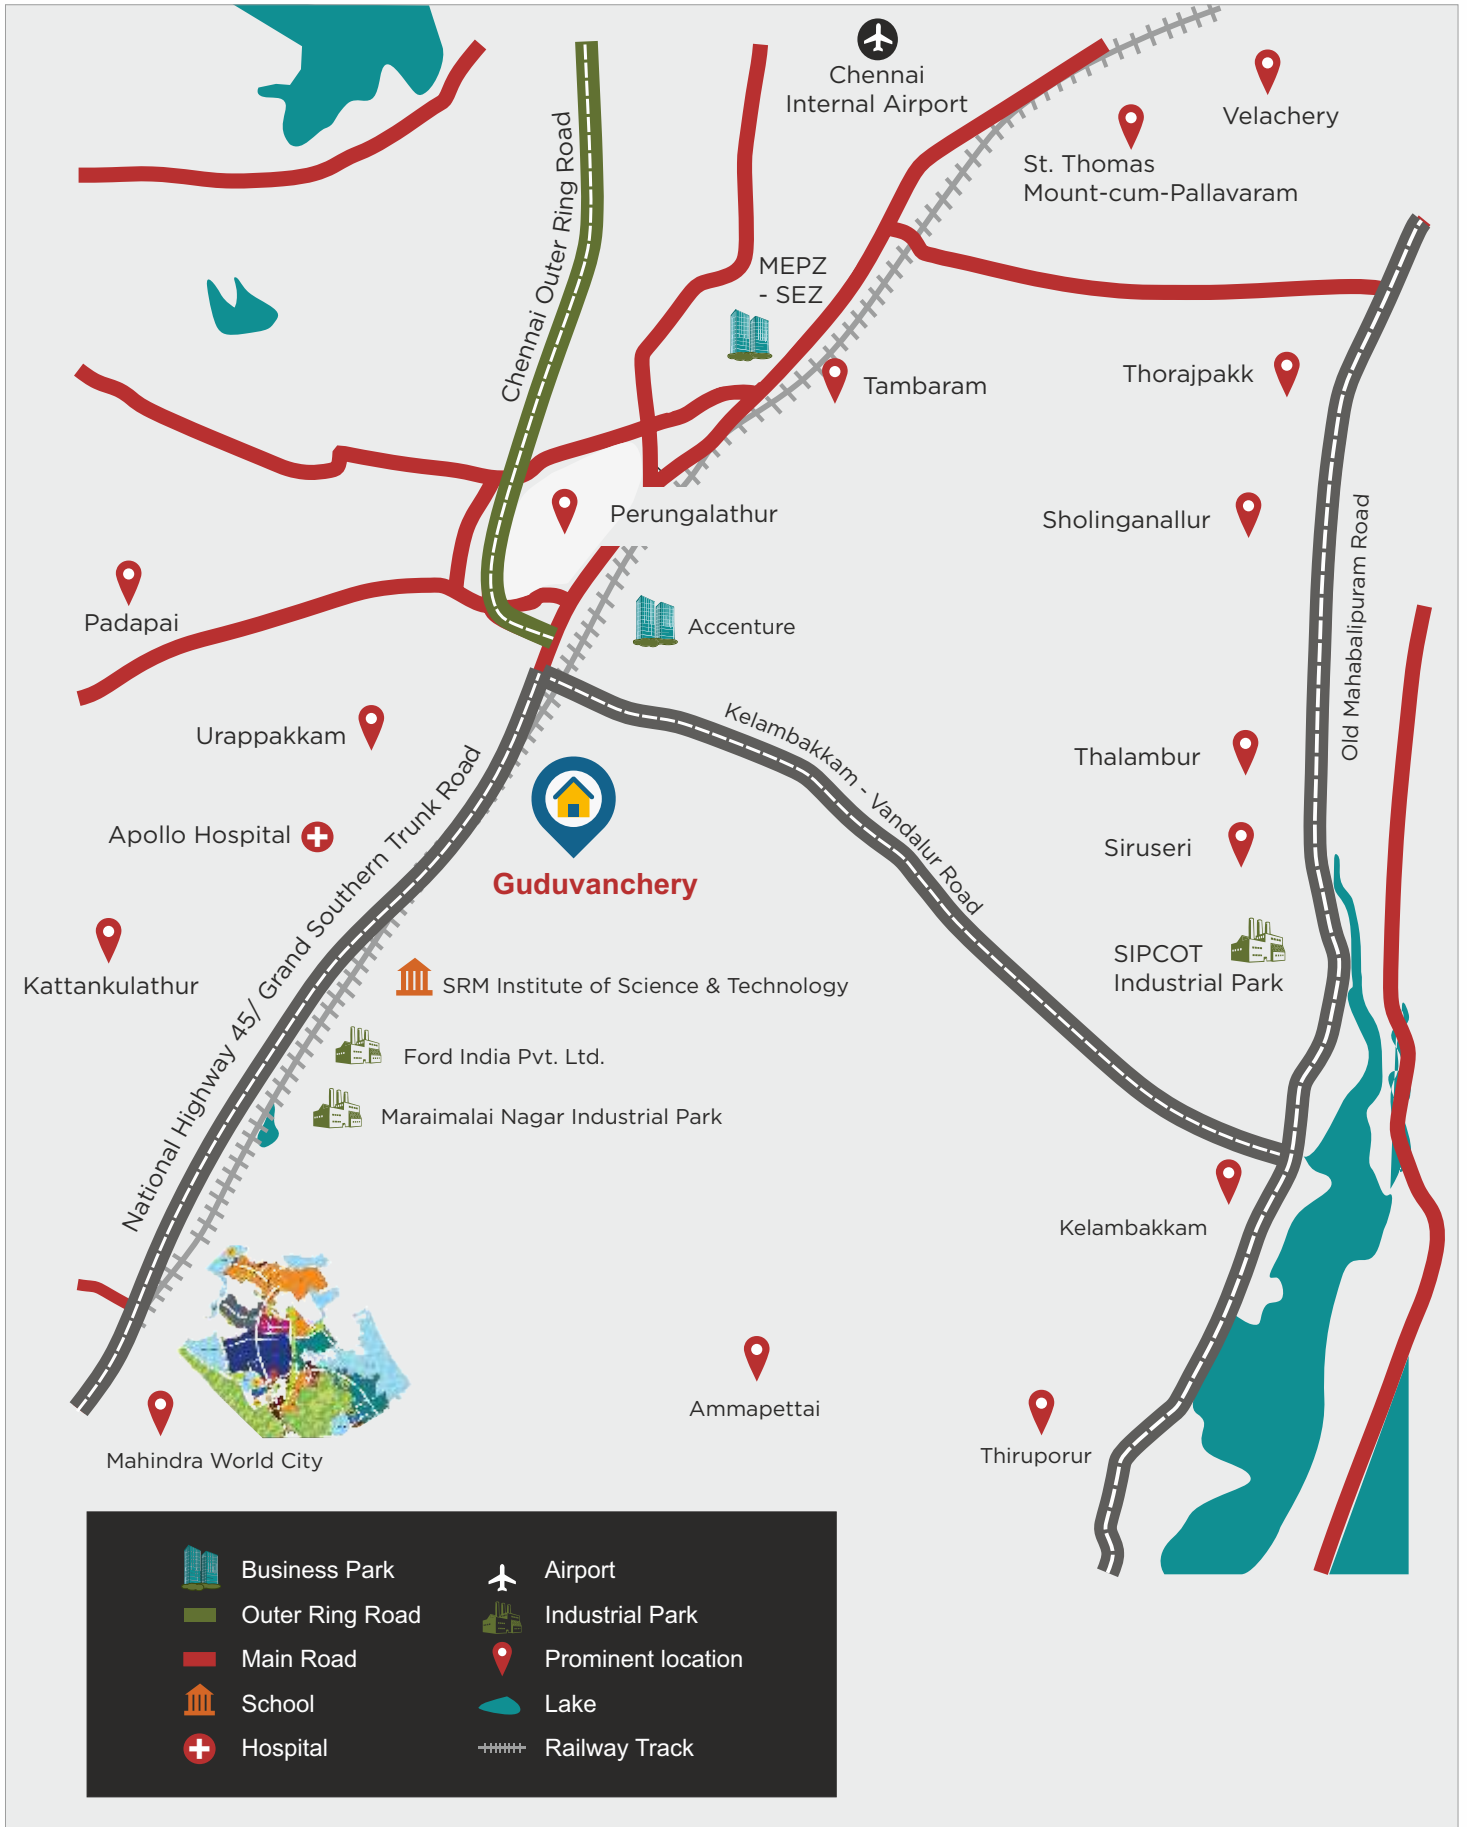 Chennai
Internal Airport
Velachery
St. Thomas
Mount-cum-Pallavaram
Chennai Outer Ring Road
MEPZ
- SEZ
Tambaram
Thorajpakk
Perungalathur
Sholinganallur
Old Mahabalipuram Road
Padapai
Accenture
Urappakkam
Kelambakkam - Vandalur Road
Thalambur
Apollo Hospital
Siruseri
Guduvanchery
National Highway 45/ Grand Southern Trunk Road
SIPCOT
Industrial Park
Kattankulathur
SRM Institute of Science & Technology
Ford India Pvt. Ltd.
Maraimalai Nagar Industrial Park
Kelambakkam
Ammapettai
Thiruporur
Mahindra World City
Business Park
Airport
Outer Ring Road
Industrial Park
Main Road
Prominent location
School
Lake
Hospital
Railway Track